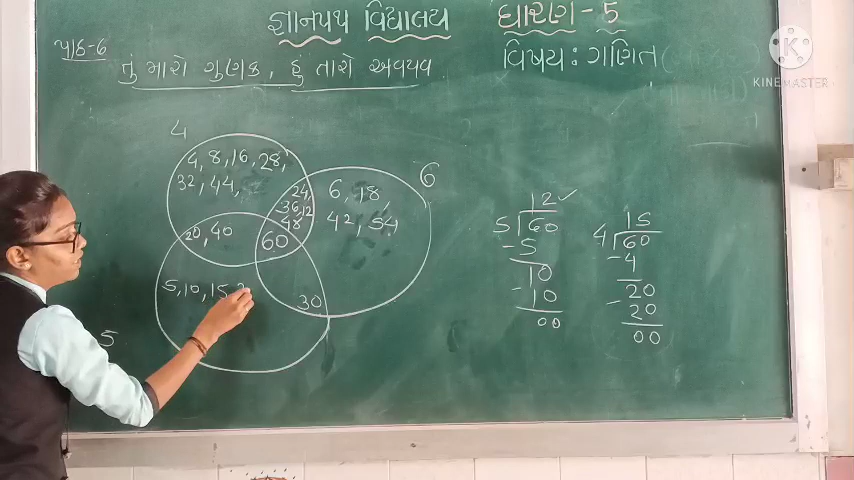 જ્ઞાનપથ વિદ્યાલય
ધોરણ - 5
પાઠ-6
તું મારો ગુણક, હું તારો અવયવ
વિષય : ગણિત
K
KINEMASTER
4
4, 8, 16, 28,
32, 44,
24,
36, 12
48
6
6, 18,
42, 54
20, 40
60
5, 10, 15,
30
5
12 ✓
5 60
-5
10
-10
00
15
4 60
-4
20
-20
00